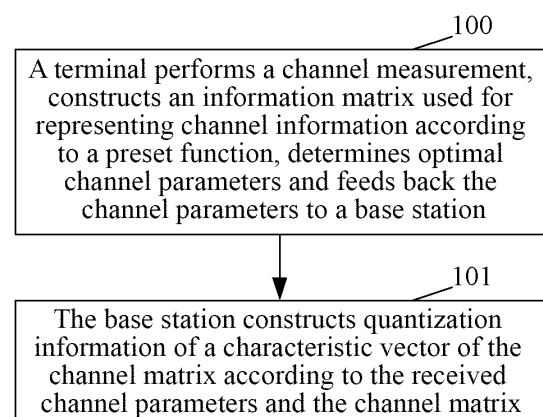 100
A terminal performs a channel measurement,
constructs an information matrix used for
representing channel information according
to a preset function, determines optimal
channel parameters and feeds back the
channel parameters to a base station
101
The base station constructs quantization
information of a characteristic vector of the
channel matrix according to the received
channel parameters and the channel matrix